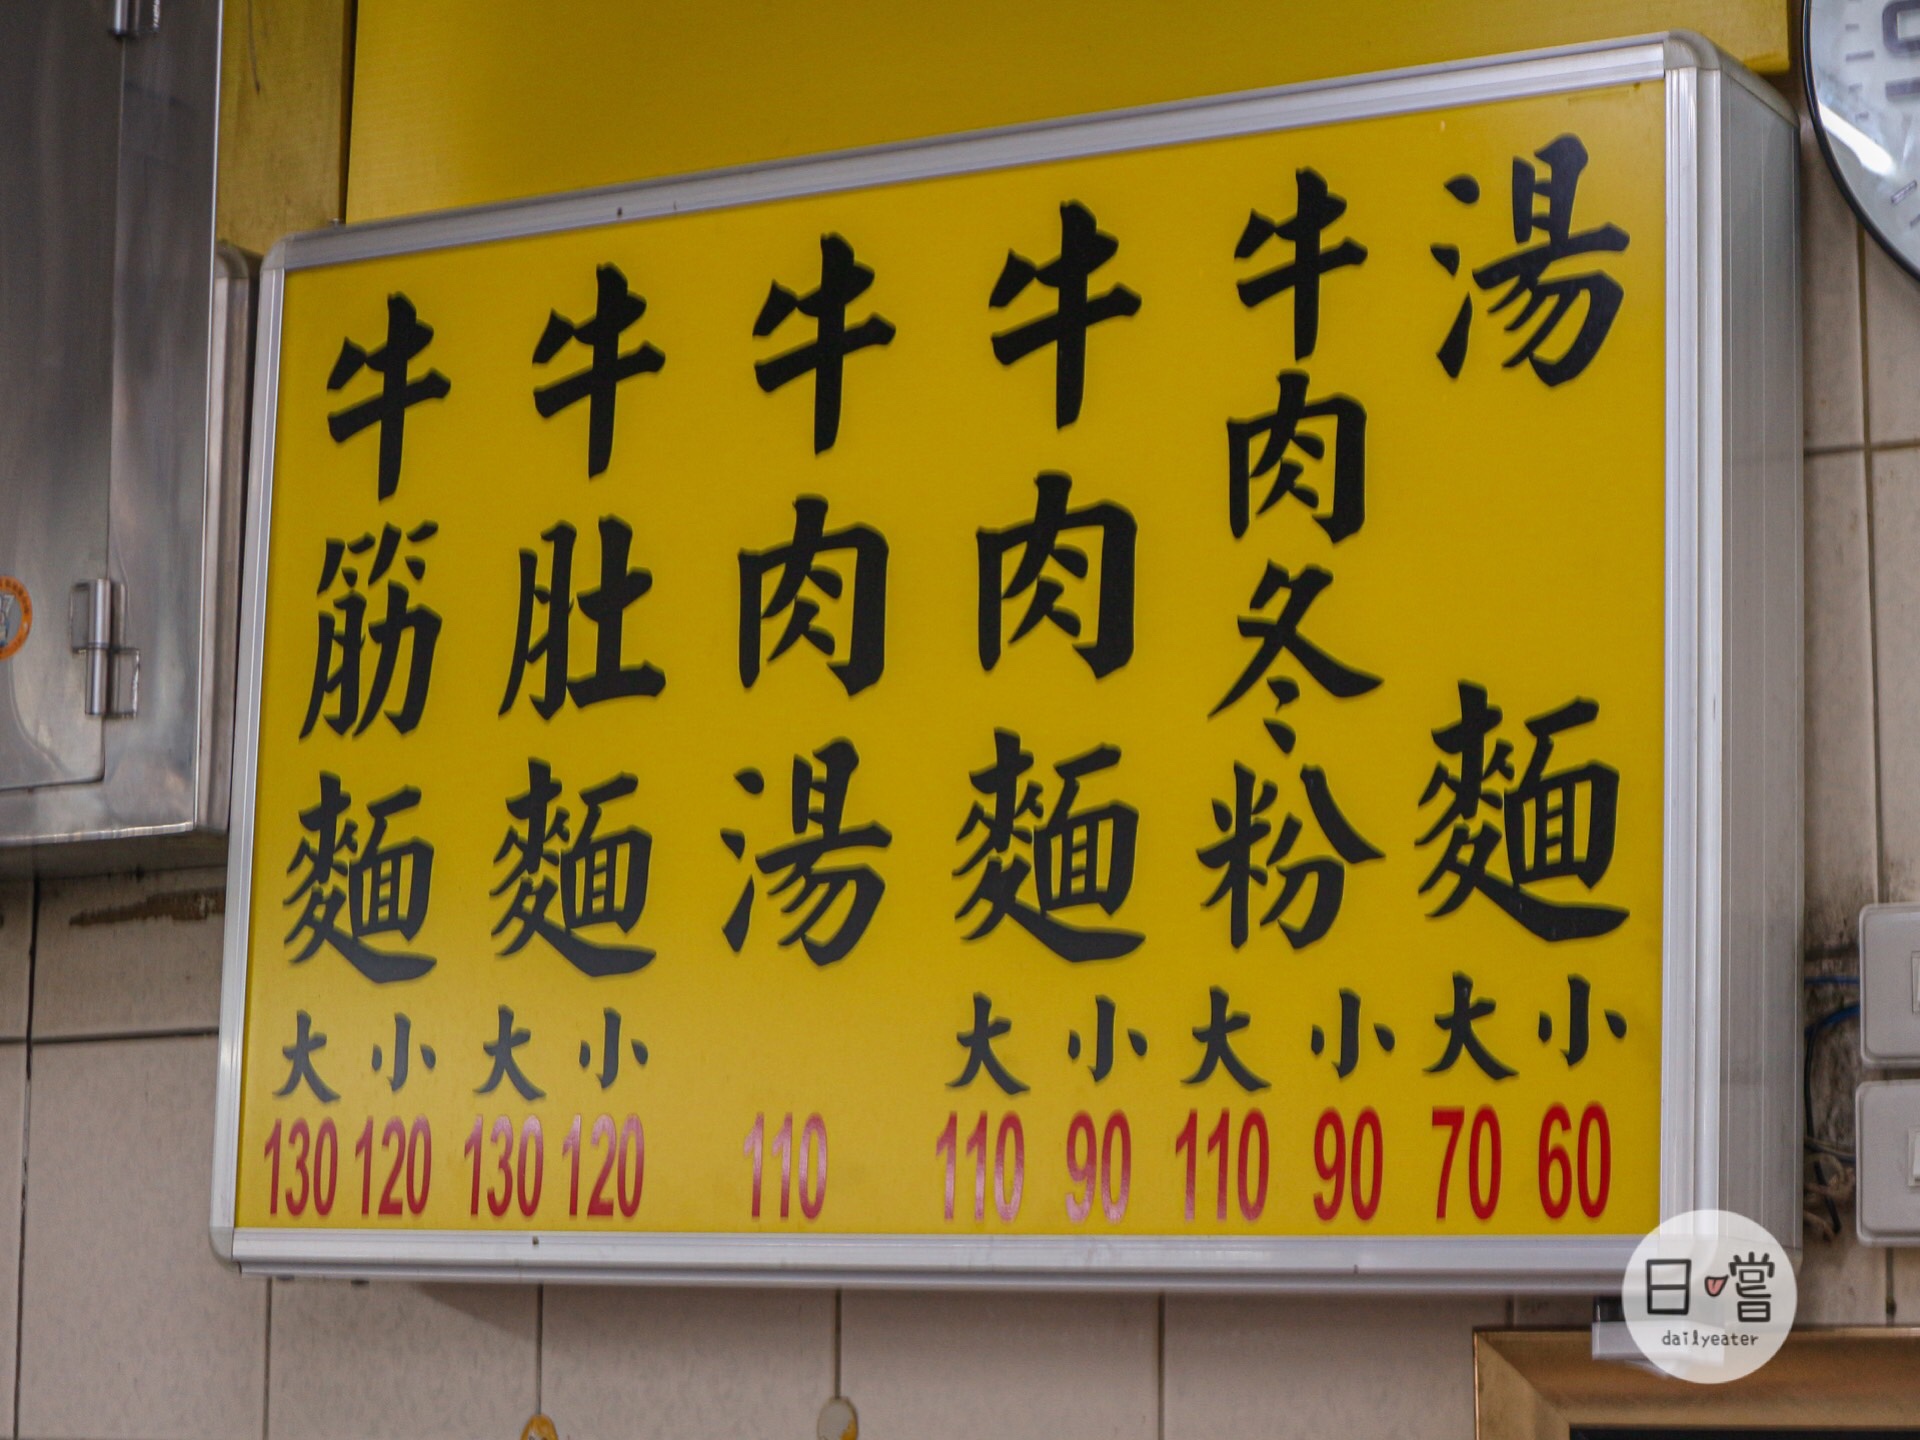 湯麵 大 小 70 60
牛肉冬粉 大 小 110 90
牛肉麵 大 小 110 90
牛肉湯 110
牛肚麵 大 小 130 120
牛筋麵 大 小 130 120
日嚐
dailyeater